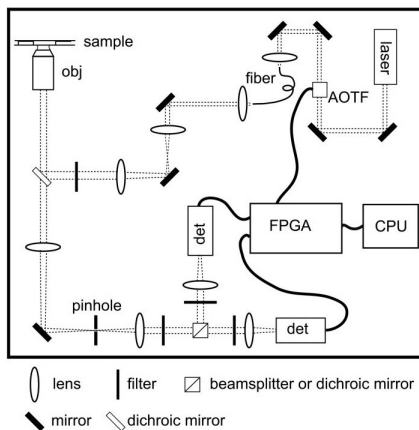 sample
obj
fiber
laser
AOTF
det
FPGA
CPU
pinhole
det
lens
filter
beamsplitter or dichroic mirror
mirror
dichroic mirror